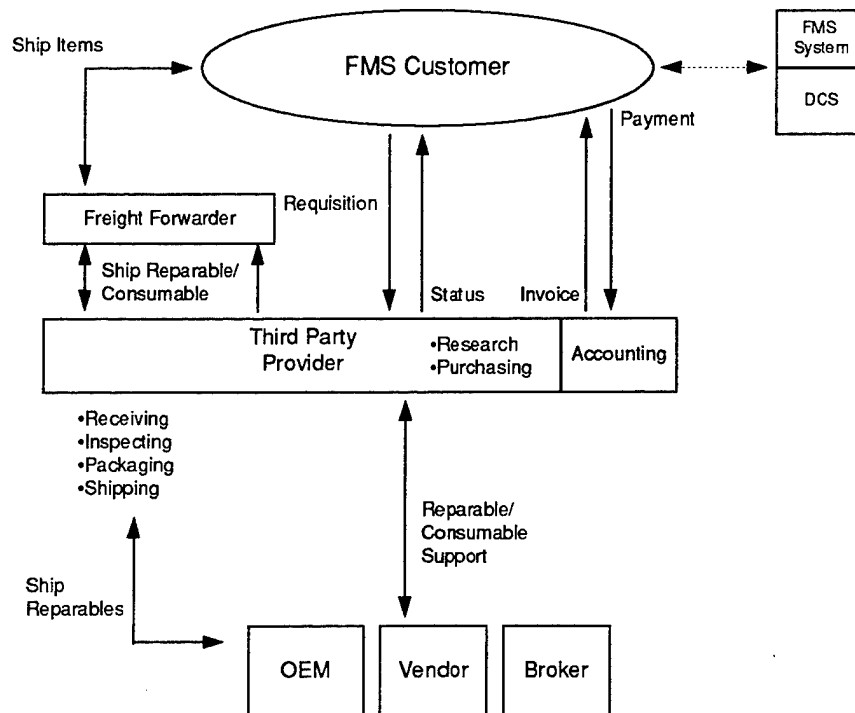 Ship Items
FMS Customer
FMS
System
DCS
Payment
Freight Forwarder
Requisition
Ship Reparable/
Consumable
Status
Invoice
Third Party
Provider
•Research
•Purchasing
Accounting
•Receiving
•Inspecting
•Packaging
•Shipping
Reparable/
Consumable
Support
Ship
Reparables
OEM
Vendor
Broker